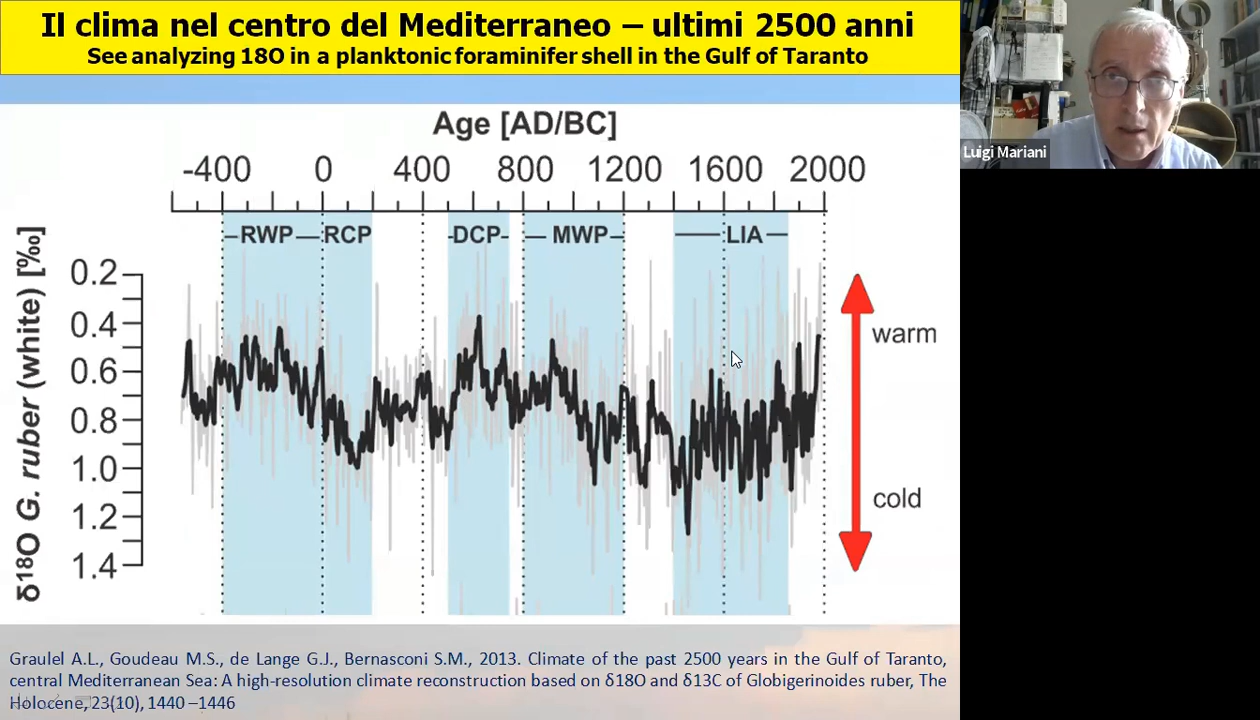 Il clima nel centro del Mediterraneo – ultimi 2500 anni
See analyzing 18O in a planktonic foraminifer shell in the Gulf of Taranto
Luigi Mariani
Age [AD/BC]
-400 0 400 800 1200 1600 2000
RWP RCP DCP MWP LIA
δ18O G. ruber (white) [‰]
0.2
0.4
0.6
0.8
1.0
1.2
1.4
warm
cold
Graulel A.L., Goudeau M.S., de Lange G.J., Bernasconi S.M., 2013. Climate of the past 2500 years in the Gulf of Taranto,
central Mediterranean Sea: A high-resolution climate reconstruction based on δ18O and δ13C of Globigerinoides ruber, The
Holocene, 23(10), 1440 –1446